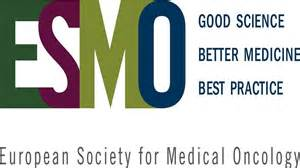 ESMO
GOOD SCIENCE
BETTER MEDICINE
BEST PRACTICE
European Society for Medical Oncology